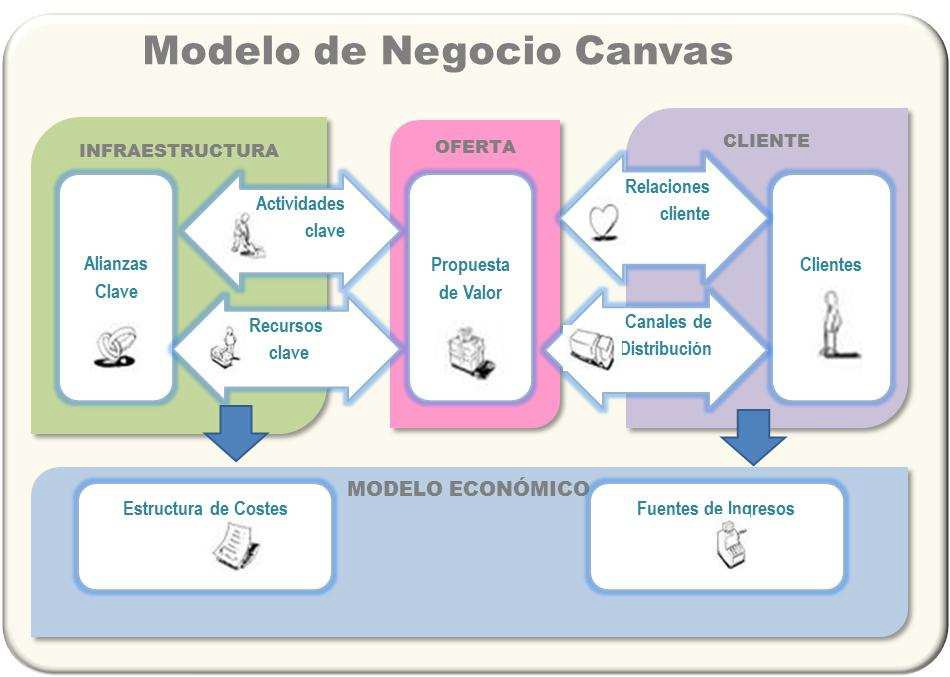 Modelo de Negocio Canvas
INFRAESTRUCTURA
Alianzas
Clave
Actividades
clave
Recursos
clave
OFERTA
Propuesta
de Valor
CLIENTE
Relaciones
cliente
Canales de
Distribución
Clientes
MODELO ECONÓMICO
Estructura de Costes
Fuentes de Ingresos